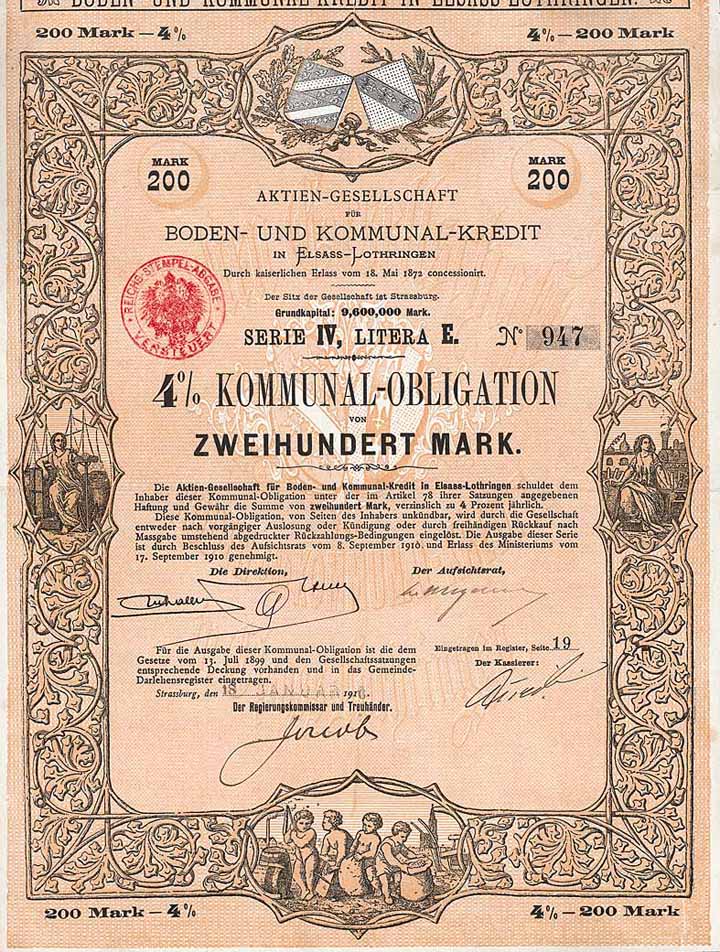 BODEN- UND KOMMUNAL-KREDIT IN ELSASS-LOTHRINGEN.
200 Mark — 4%
4% — 200 Mark
MARK
200
MARK
200
AKTIEN-GESELLSCHAFT
FÜR
BODEN- UND KOMMUNAL-KREDIT
IN ELSASS-LOTHRINGEN
Durch kaiserlichen Erlass vom 18. Mai 1872 concessionirt.
Der Sitz der Gesellschaft ist Strassburg.
Grundkapital: 9,600,000 Mark.
REICHS-STEMPEL-ABGABE
VERSTEUERT
SERIE IV, LITERA E.
No 947
4% KOMMUNAL-OBLIGATION
VON
ZWEIHUNDERT MARK.
Die Aktien-Gesellschaft für Boden- und Kommunal-Kredit in Elsass-Lothringen schuldet dem
Inhaber dieser Kommunal-Obligation unter der im Artikel 78 ihrer Satzungen angegebenen
Haftung und Gewähr die Summe von zweihundert Mark, verzinslich zu 4 Prozent jährlich.
Diese Kommunal-Obligation, von Seiten des Inhabers unkündbar, wird durch die Gesellschaft
entweder nach vorgängiger Auslosung oder Kündigung oder durch freihändigen Rückkauf nach
Massgabe umstehend abgedruckter Rückzahlungs-Bedingungen eingelöst. Die Ausgabe dieser Serie
ist durch Beschluss des Aufsichtsrats vom 8. September 1910. und Erlass des Ministeriums vom
17. September 1910 genehmigt.
Die Direktion,
Der Aufsichtsrat,
Für die Ausgabe dieser Kommunal-Obligation ist die dem
Gesetze vom 13. Juli 1899 und den Gesellschaftssatzungen
entsprechende Deckung vorhanden und in das Gemeinde-
Darlehensregister eingetragen.
Strassburg, den 18 JANUAR 191
Der Regierungskommissar und Treuhänder.
Jacob
Eingetragen im Register, Seite 19
Der Kassierer:
200 Mark — 4%
4% — 200 Mark